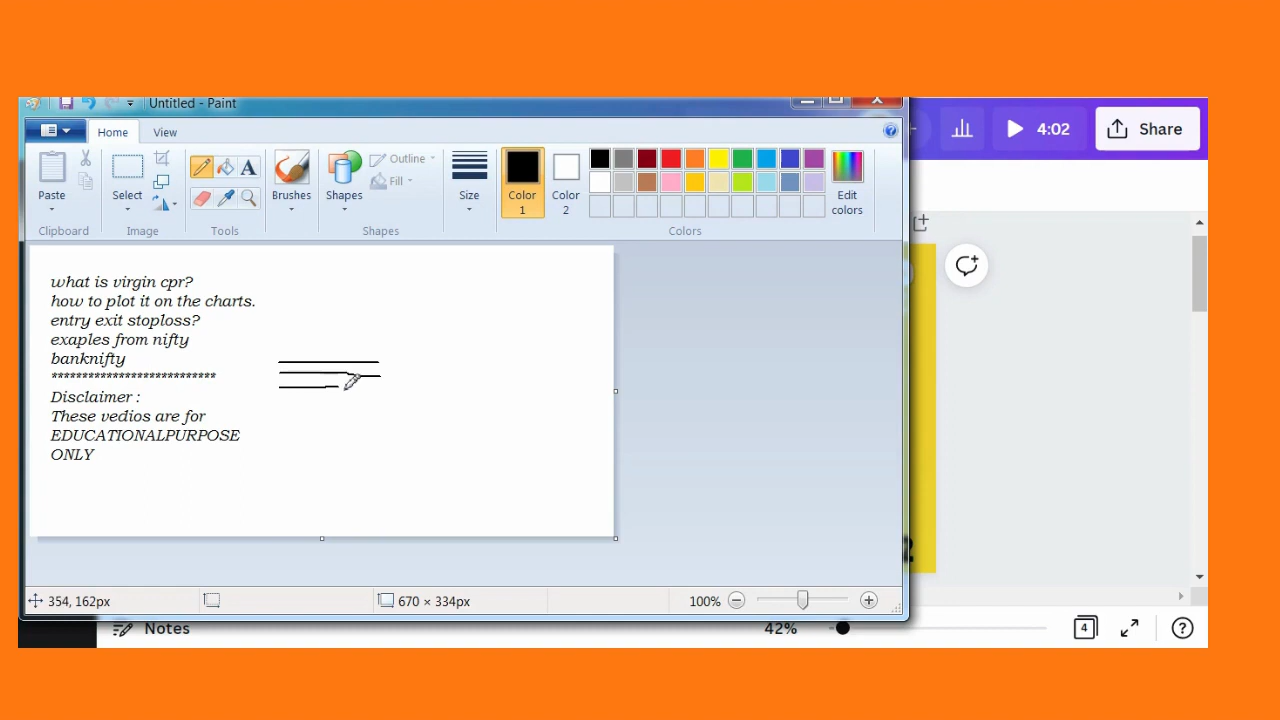 Untitled - Paint
4:02
Share
Home
View
Paste
Select
Brushes
Shapes
Outline
Fill
Size
Color
1
Color
2
Edit
colors
Clipboard
Image
Tools
Shapes
Colors
what is virgin cpr?
how to plot it on the charts.
entry exit stoploss?
exaples from nifty
banknifty
***************************
Disclaimer :
These vedios are for
EDUCATIONALPURPOSE
ONLY
354, 162px
670 × 334px
100%
Notes
42%
4